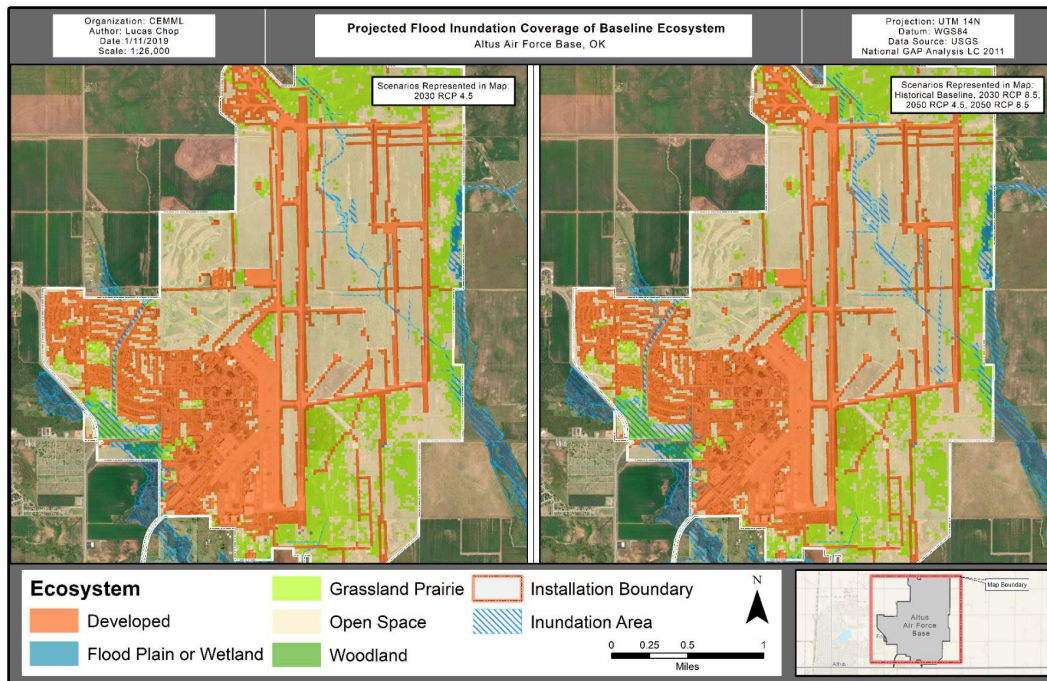 Organization: CEMML
Author: Lucas Chop
Date:1/11/2019
Scale: 1:26,000
Projected Flood Inundation Coverage of Baseline Ecosystem
Altus Air Force Base, OK
Projection: UTM 14N
Datum: WGS84
Data Source: USGS
National GAP Analysis LC 2011
Scenarios Represented in Map:
2030 RCP 4.5
Scenarios Represented in Map:
Historical Baseline, 2030 RCP 8.5,
2050 RCP 4.5, 2050 RCP 8.5
Ecosystem
Developed
Flood Plain or Wetland
Grassland Prairie
Open Space
Woodland
Installation Boundary
Inundation Area
N
0 0.25 0.5 1
Miles
Map Boundary
Altus
Air Force
Base
Altus